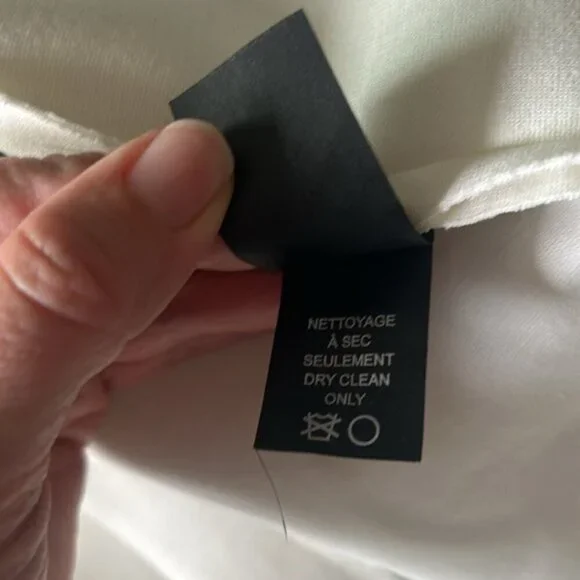 NETTOYAGE
À SEC
SEULEMENT
DRY CLEAN
ONLY